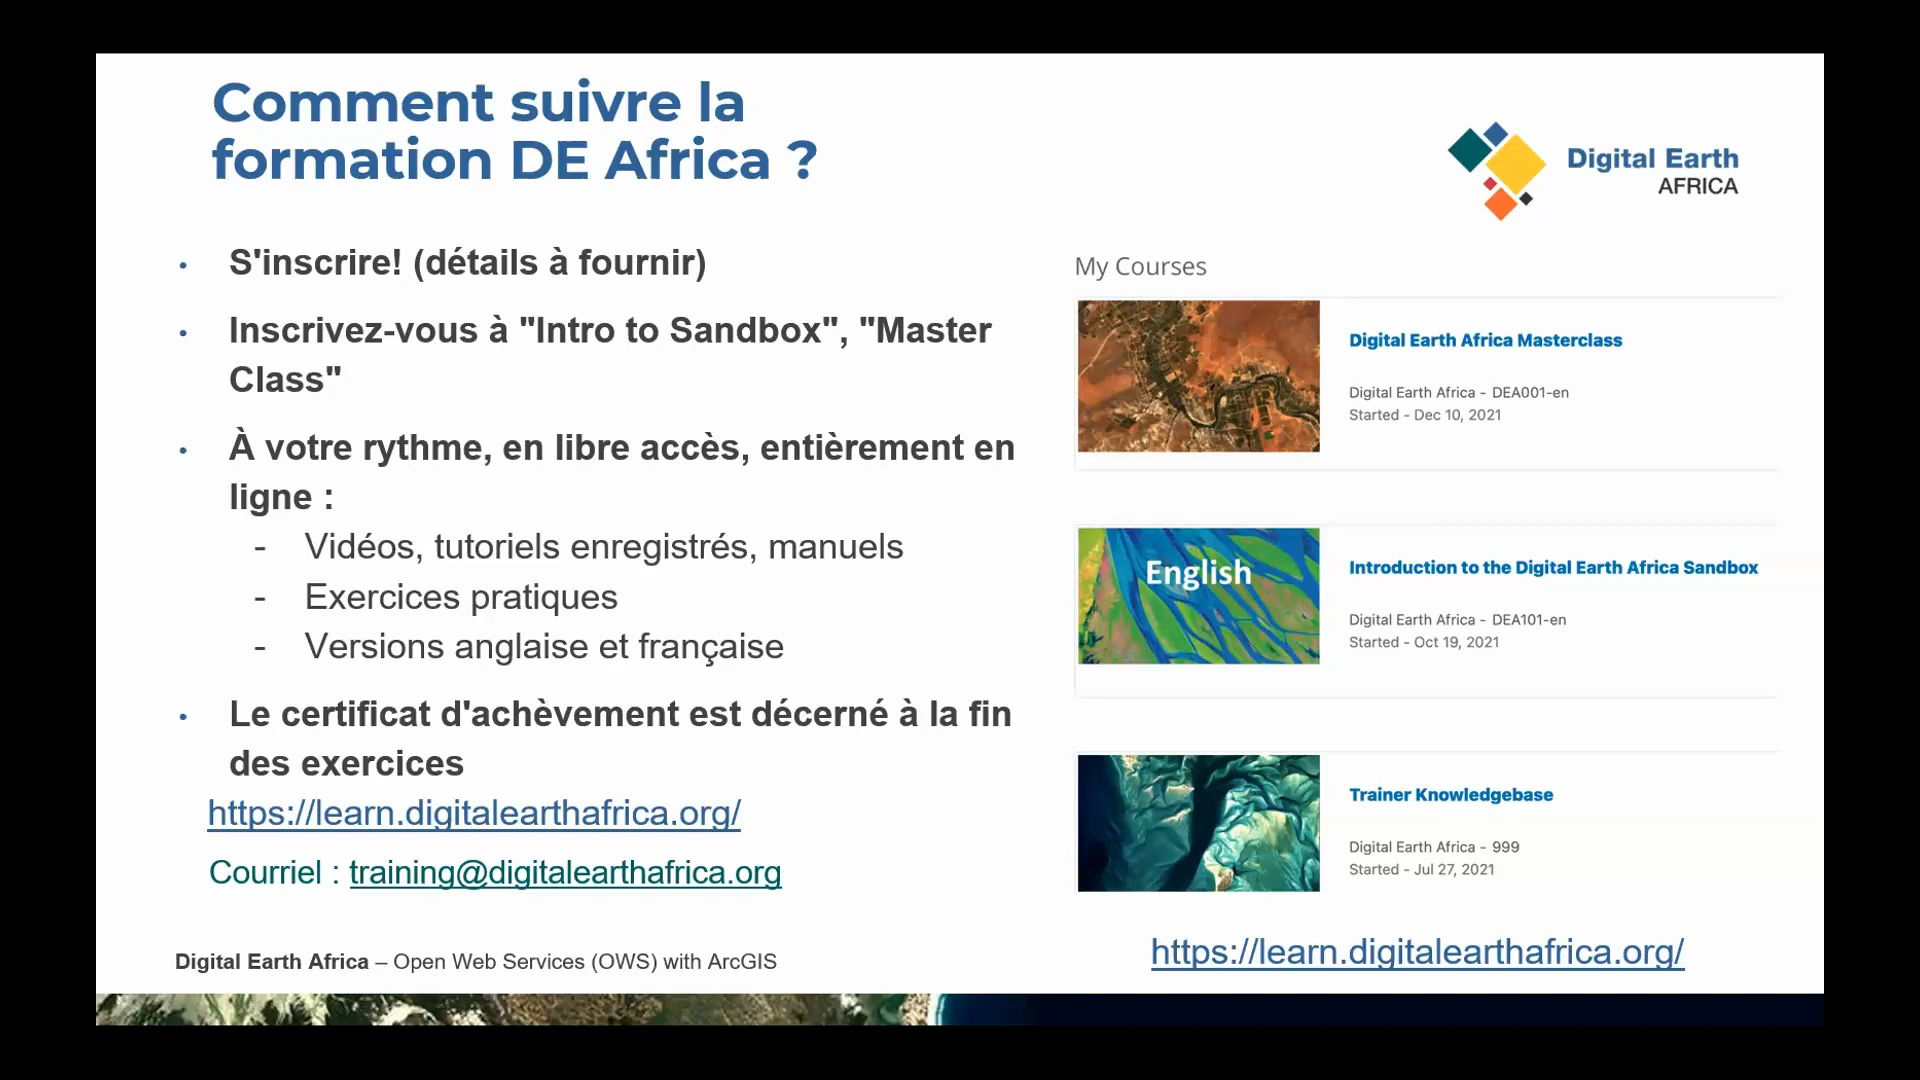 Comment suivre la
formation DE Africa ?
Digital Earth
AFRICA
• S'inscrire! (détails à fournir)
• Inscrivez-vous à "Intro to Sandbox", "Master
Class"
• À votre rythme, en libre accès, entièrement en
ligne :
- Vidéos, tutoriels enregistrés, manuels
- Exercices pratiques
- Versions anglaise et française
• Le certificat d'achèvement est décerné à la fin
des exercices
https://learn.digitalearthafrica.org/
Courriel : training@digitalearthafrica.org
My Courses
Digital Earth Africa Masterclass
Digital Earth Africa - DEA001-en
Started - Dec 10, 2021
English
Introduction to the Digital Earth Africa Sandbox
Digital Earth Africa - DEA101-en
Started - Oct 19, 2021
Trainer Knowledgebase
Digital Earth Africa - 999
Started - Jul 27, 2021
https://learn.digitalearthafrica.org/
Digital Earth Africa – Open Web Services (OWS) with ArcGIS